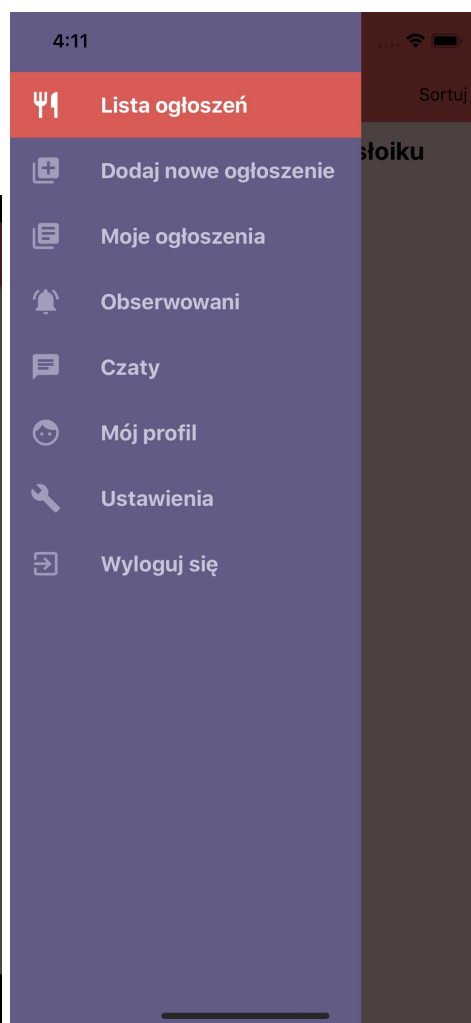 4:11
Sortuj
słoiku
Lista ogłoszeń
Dodaj nowe ogłoszenie
Moje ogłoszenia
Obserwowani
Czaty
Mój profil
Ustawienia
Wyloguj się